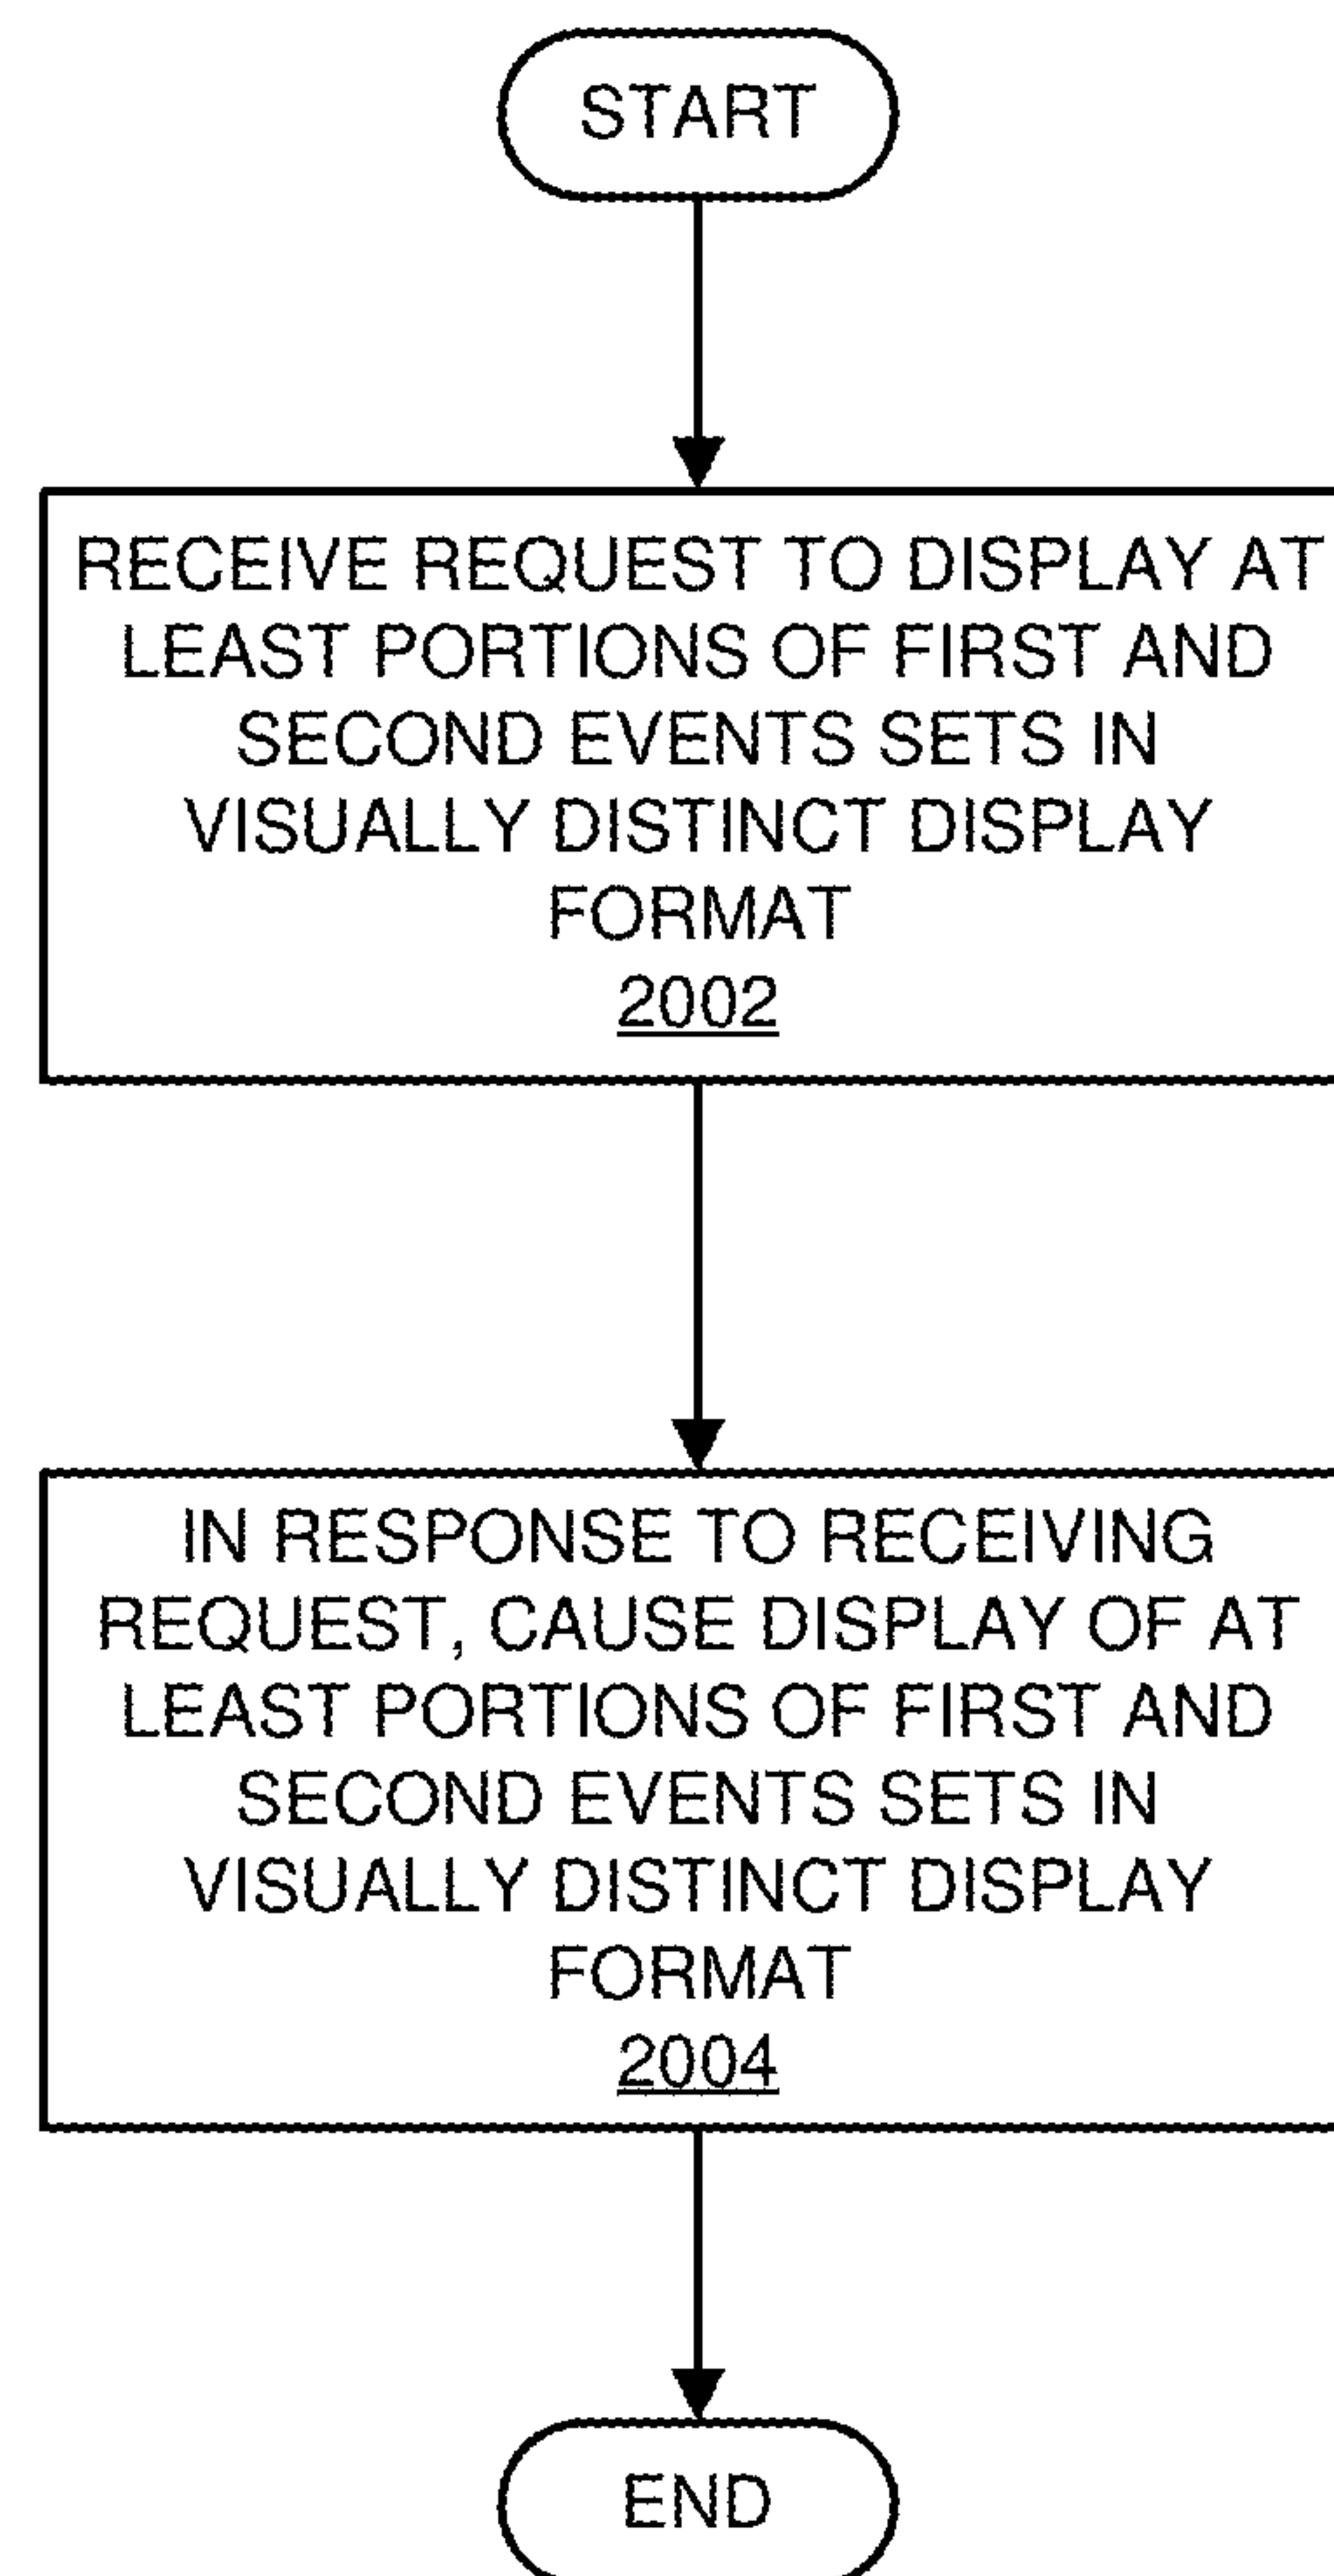 START
RECEIVE REQUEST TO DISPLAY AT
LEAST PORTIONS OF FIRST AND
SECOND EVENTS SETS IN
VISUALLY DISTINCT DISPLAY
FORMAT
2002
IN RESPONSE TO RECEIVING
REQUEST, CAUSE DISPLAY OF AT
LEAST PORTIONS OF FIRST AND
SECOND EVENTS SETS IN
VISUALLY DISTINCT DISPLAY
FORMAT
2004
END